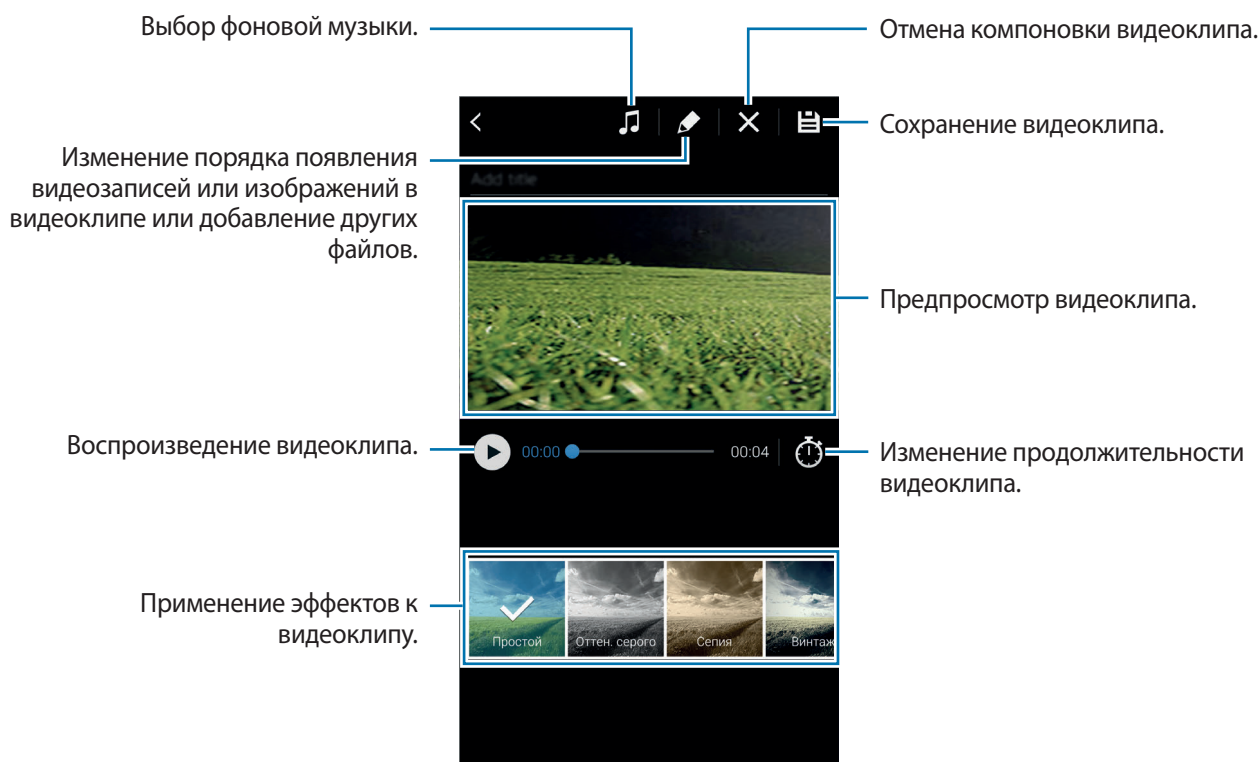 Выбор фоновой музыки.
Отмена компоновки видеоклипа.
Сохранение видеоклипа.
Изменение порядка появления
видеозаписей или изображений в
видеоклипе или добавление других
файлов.
Add title
Предпросмотр видеоклипа.
Воспроизведение видеоклипа.
00:00
00:04
Изменение продолжительности
видеоклипа.
Применение эффектов к
видеоклипу.
Простой
Оттен. серого
Сепия
Винтаж